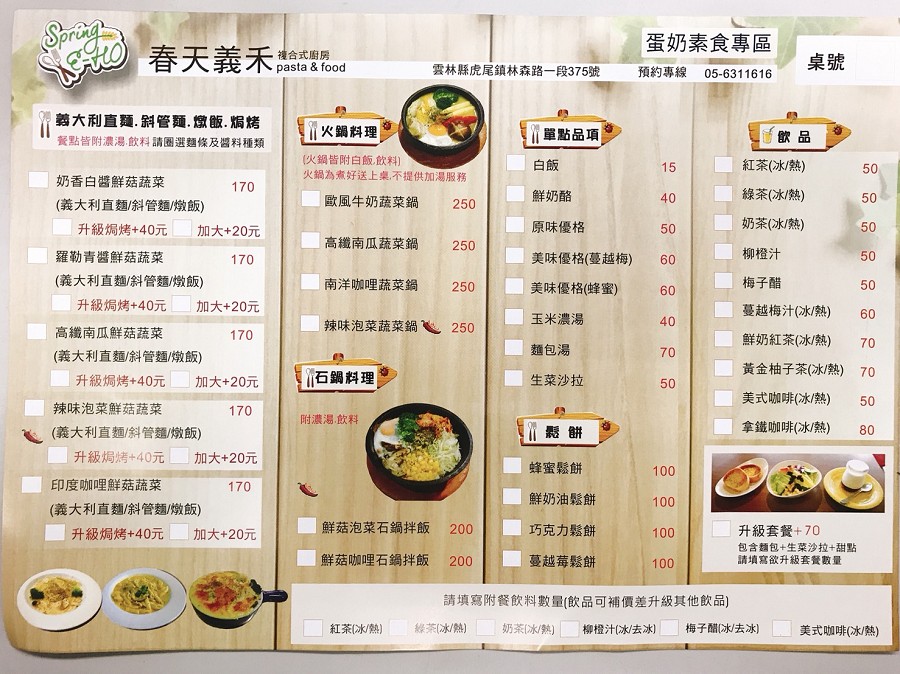 Spring
E-HO
春天義禾 複合式廚房
pasta & food
雲林縣虎尾鎮林森路一段375號 預約專線 05-6311616
蛋奶素食專區
桌號
義大利直麵.斜管麵.燉飯.焗烤
餐點皆附濃湯.飲料 請圈選麵條及醬料種類
奶香白醬鮮菇蔬菜 170
(義大利直麵/斜管麵/燉飯)
升級焗烤+40元 加大+20元
羅勒青醬鮮菇蔬菜 170
(義大利直麵/斜管麵/燉飯)
升級焗烤+40元 加大+20元
高纖南瓜鮮菇蔬菜 170
(義大利直麵/斜管麵/燉飯)
升級焗烤+40元 加大+20元
辣味泡菜鮮菇蔬菜 170
(義大利直麵/斜管麵/燉飯)
升級焗烤+40元 加大+20元
印度咖哩鮮菇蔬菜 170
(義大利直麵/斜管麵/燉飯)
升級焗烤+40元 加大+20元
火鍋料理
(火鍋皆附白飯.飲料)
火鍋為煮好送上桌.不提供加湯服務
歐風牛奶蔬菜鍋 250
高纖南瓜蔬菜鍋 250
南洋咖哩蔬菜鍋 250
辣味泡菜蔬菜鍋 250
石鍋料理
附濃湯.飲料
鮮菇泡菜石鍋拌飯 200
鮮菇咖哩石鍋拌飯 200
單點品項
白飯 15
鮮奶酪 40
原味優格 50
美味優格(蔓越梅) 60
美味優格(蜂蜜) 60
玉米濃湯 40
麵包湯 70
生菜沙拉 50
鬆餅
蜂蜜鬆餅 100
鮮奶油鬆餅 100
巧克力鬆餅 100
蔓越莓鬆餅 100
飲品
紅茶(冰/熱) 50
綠茶(冰/熱) 50
奶茶(冰/熱) 50
柳橙汁 50
梅子醋 50
蔓越梅汁(冰/熱) 60
鮮奶紅茶(冰/熱) 70
黃金柚子茶(冰/熱) 70
美式咖啡(冰/熱) 50
拿鐵咖啡(冰/熱) 80
升級套餐+70
包含麵包+生菜沙拉+甜點
請填寫欲升級套餐數量
請填寫附餐飲料數量(飲品可補價差升級其他飲品)
紅茶(冰/熱) 綠茶(冰/熱) 奶茶(冰/熱) 柳橙汁(冰/去冰) 梅子醋(冰/去冰) 美式咖啡(冰/熱)